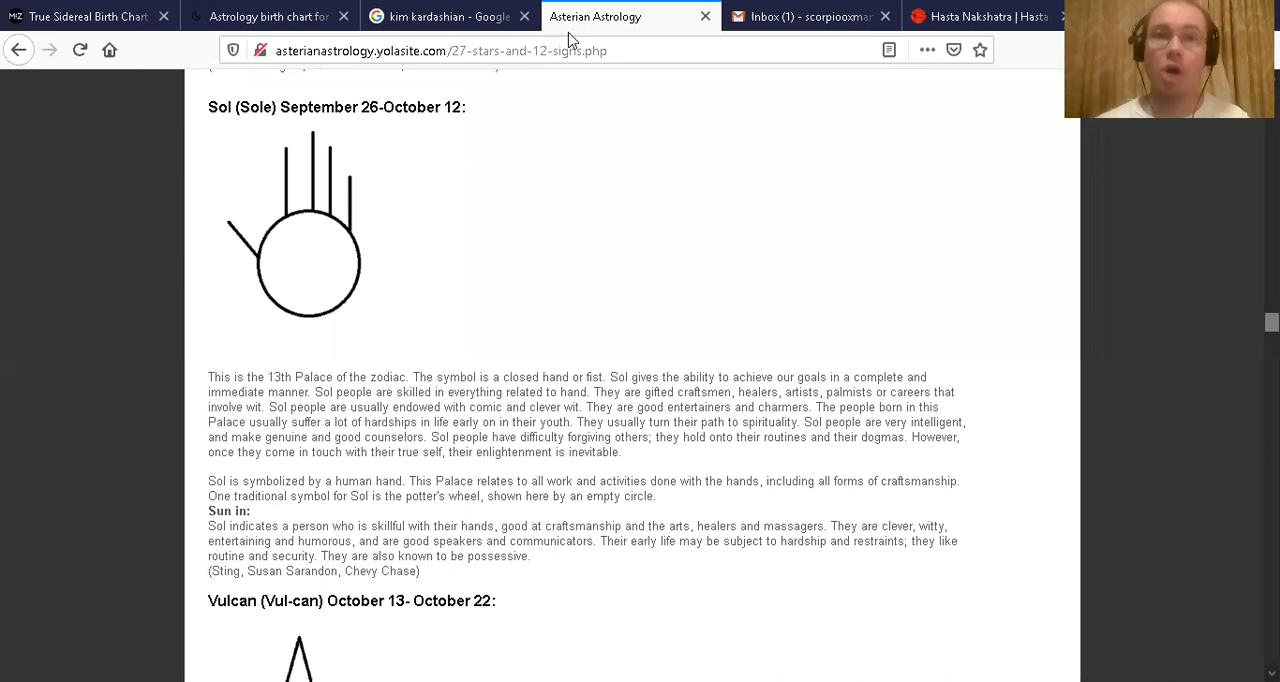 True Sidereal Birth Chart
Astrology birth chart for
kim kardashian - Google
Asterian Astrology
Inbox (1) - scorpiooxmar
Hasta Nakshatra | Hasta
asterianastrology.yolasite.com/27-stars-and-12-signs.php
Sol (Sole) September 26-October 12:
This is the 13th Palace of the zodiac. The symbol is a closed hand or fist. Sol gives the ability to achieve our goals in a complete and
immediate manner. Sol people are skilled in everything related to hand. They are gifted craftsmen, healers, artists, palmists or careers that
involve wit. Sol people are usually endowed with comic and clever wit. They are good entertainers and charmers. The people born in this
Palace usually suffer a lot of hardships in life early on in their youth. They usually turn their path to spirituality. Sol people are very intelligent,
and make genuine and good counselors. Sol people have difficulty forgiving others; they hold onto their routines and their dogmas. However,
once they come in touch with their true self, their enlightenment is inevitable.
Sol is symbolized by a human hand. This Palace relates to all work and activities done with the hands, including all forms of craftsmanship.
One traditional symbol for Sol is the potter's wheel, shown here by an empty circle.
Sun in:
Sol indicates a person who is skillful with their hands, good at craftsmanship and the arts, healers and massagers. They are clever, witty,
entertaining and humorous, and are good speakers and communicators. Their early life may be subject to hardship and restraints; they like
routine and security. They are also known to be possessive.
(Sting, Susan Sarandon, Chevy Chase)
Vulcan (Vul-can) October 13- October 22: